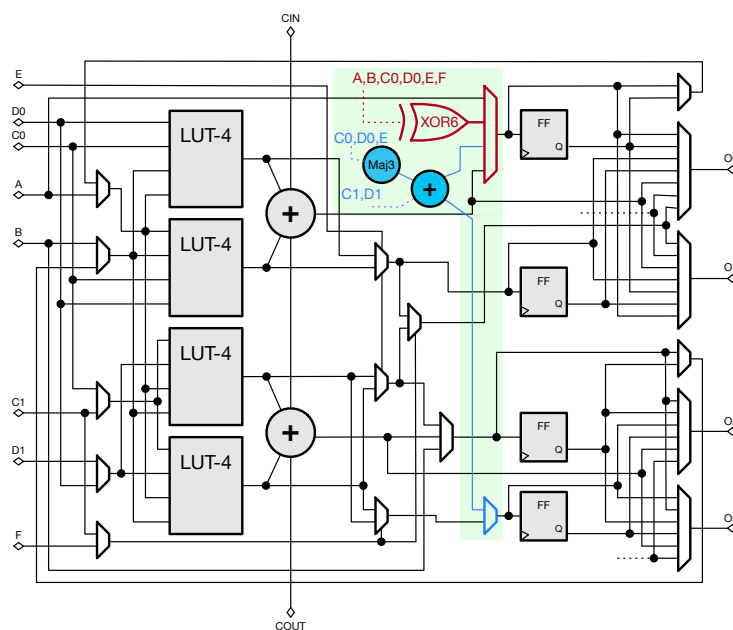 CIN
E
A,B,C0,D0,E,F
D0
C0
LUT-4
XOR6
FF
Q
C0,D0,E
Maj3
A
C1,D1
+
+
B
LUT-4
FF
Q
LUT-4
C1
+
FF
Q
D1
LUT-4
FF
Q
F
COUT